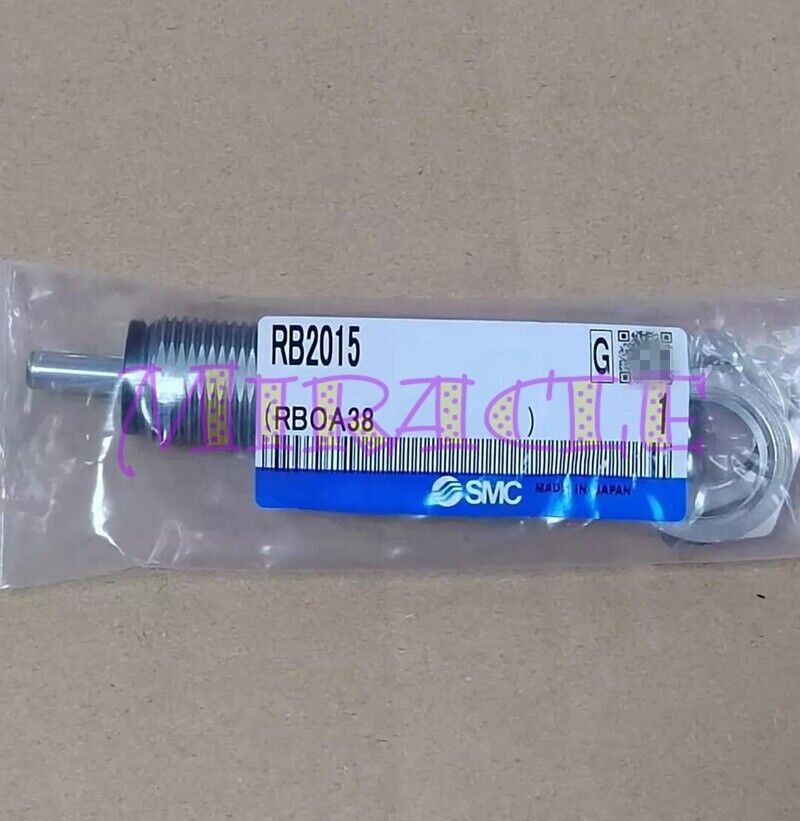 RB2015
G
(RBOA38 )
1
MIRACLE
SMC MADE IN JAPAN